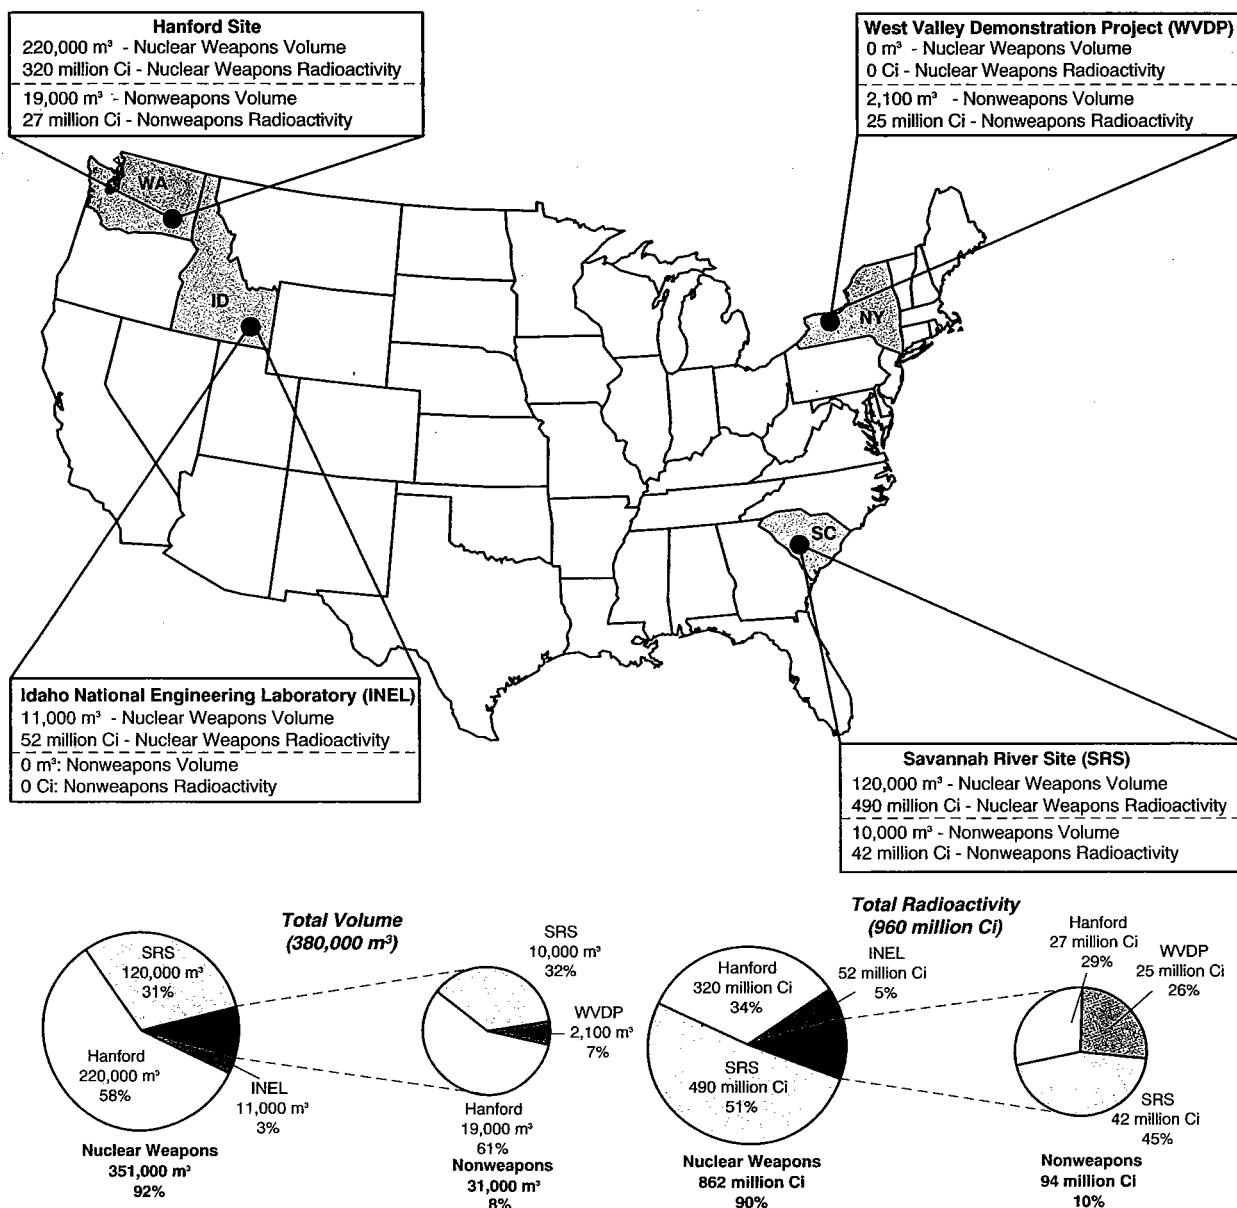 Hanford Site
220,000 m³ - Nuclear Weapons Volume
320 million Ci - Nuclear Weapons Radioactivity
19,000 m³ - Nonweapons Volume
27 million Ci - Nonweapons Radioactivity
West Valley Demonstration Project (WVDP)
0 m³ - Nuclear Weapons Volume
0 Ci - Nuclear Weapons Radioactivity
2,100 m³ - Nonweapons Volume
25 million Ci - Nonweapons Radioactivity
WA
ID
NY
SC
Idaho National Engineering Laboratory (INEL)
11,000 m³ - Nuclear Weapons Volume
52 million Ci - Nuclear Weapons Radioactivity
0 m³: Nonweapons Volume
0 Ci: Nonweapons Radioactivity
Savannah River Site (SRS)
120,000 m³ - Nuclear Weapons Volume
490 million Ci - Nuclear Weapons Radioactivity
10,000 m³ - Nonweapons Volume
42 million Ci - Nonweapons Radioactivity
Total Volume
(380,000 m³)
SRS
120,000 m³
31%
Hanford
220,000 m³
58%
INEL
11,000 m³
3%
Nuclear Weapons
351,000 m³
92%
SRS
10,000 m³
32%
WVDP
2,100 m³
7%
Hanford
19,000 m³
61%
Nonweapons
31,000 m³
8%
Total Radioactivity
(960 million Ci)
Hanford
320 million Ci
34%
INEL
52 million Ci
5%
SRS
490 million Ci
51%
Nuclear Weapons
862 million Ci
90%
Hanford
27 million Ci
29%
WVDP
25 million Ci
26%
SRS
42 million Ci
45%
Nonweapons
94 million Ci
10%